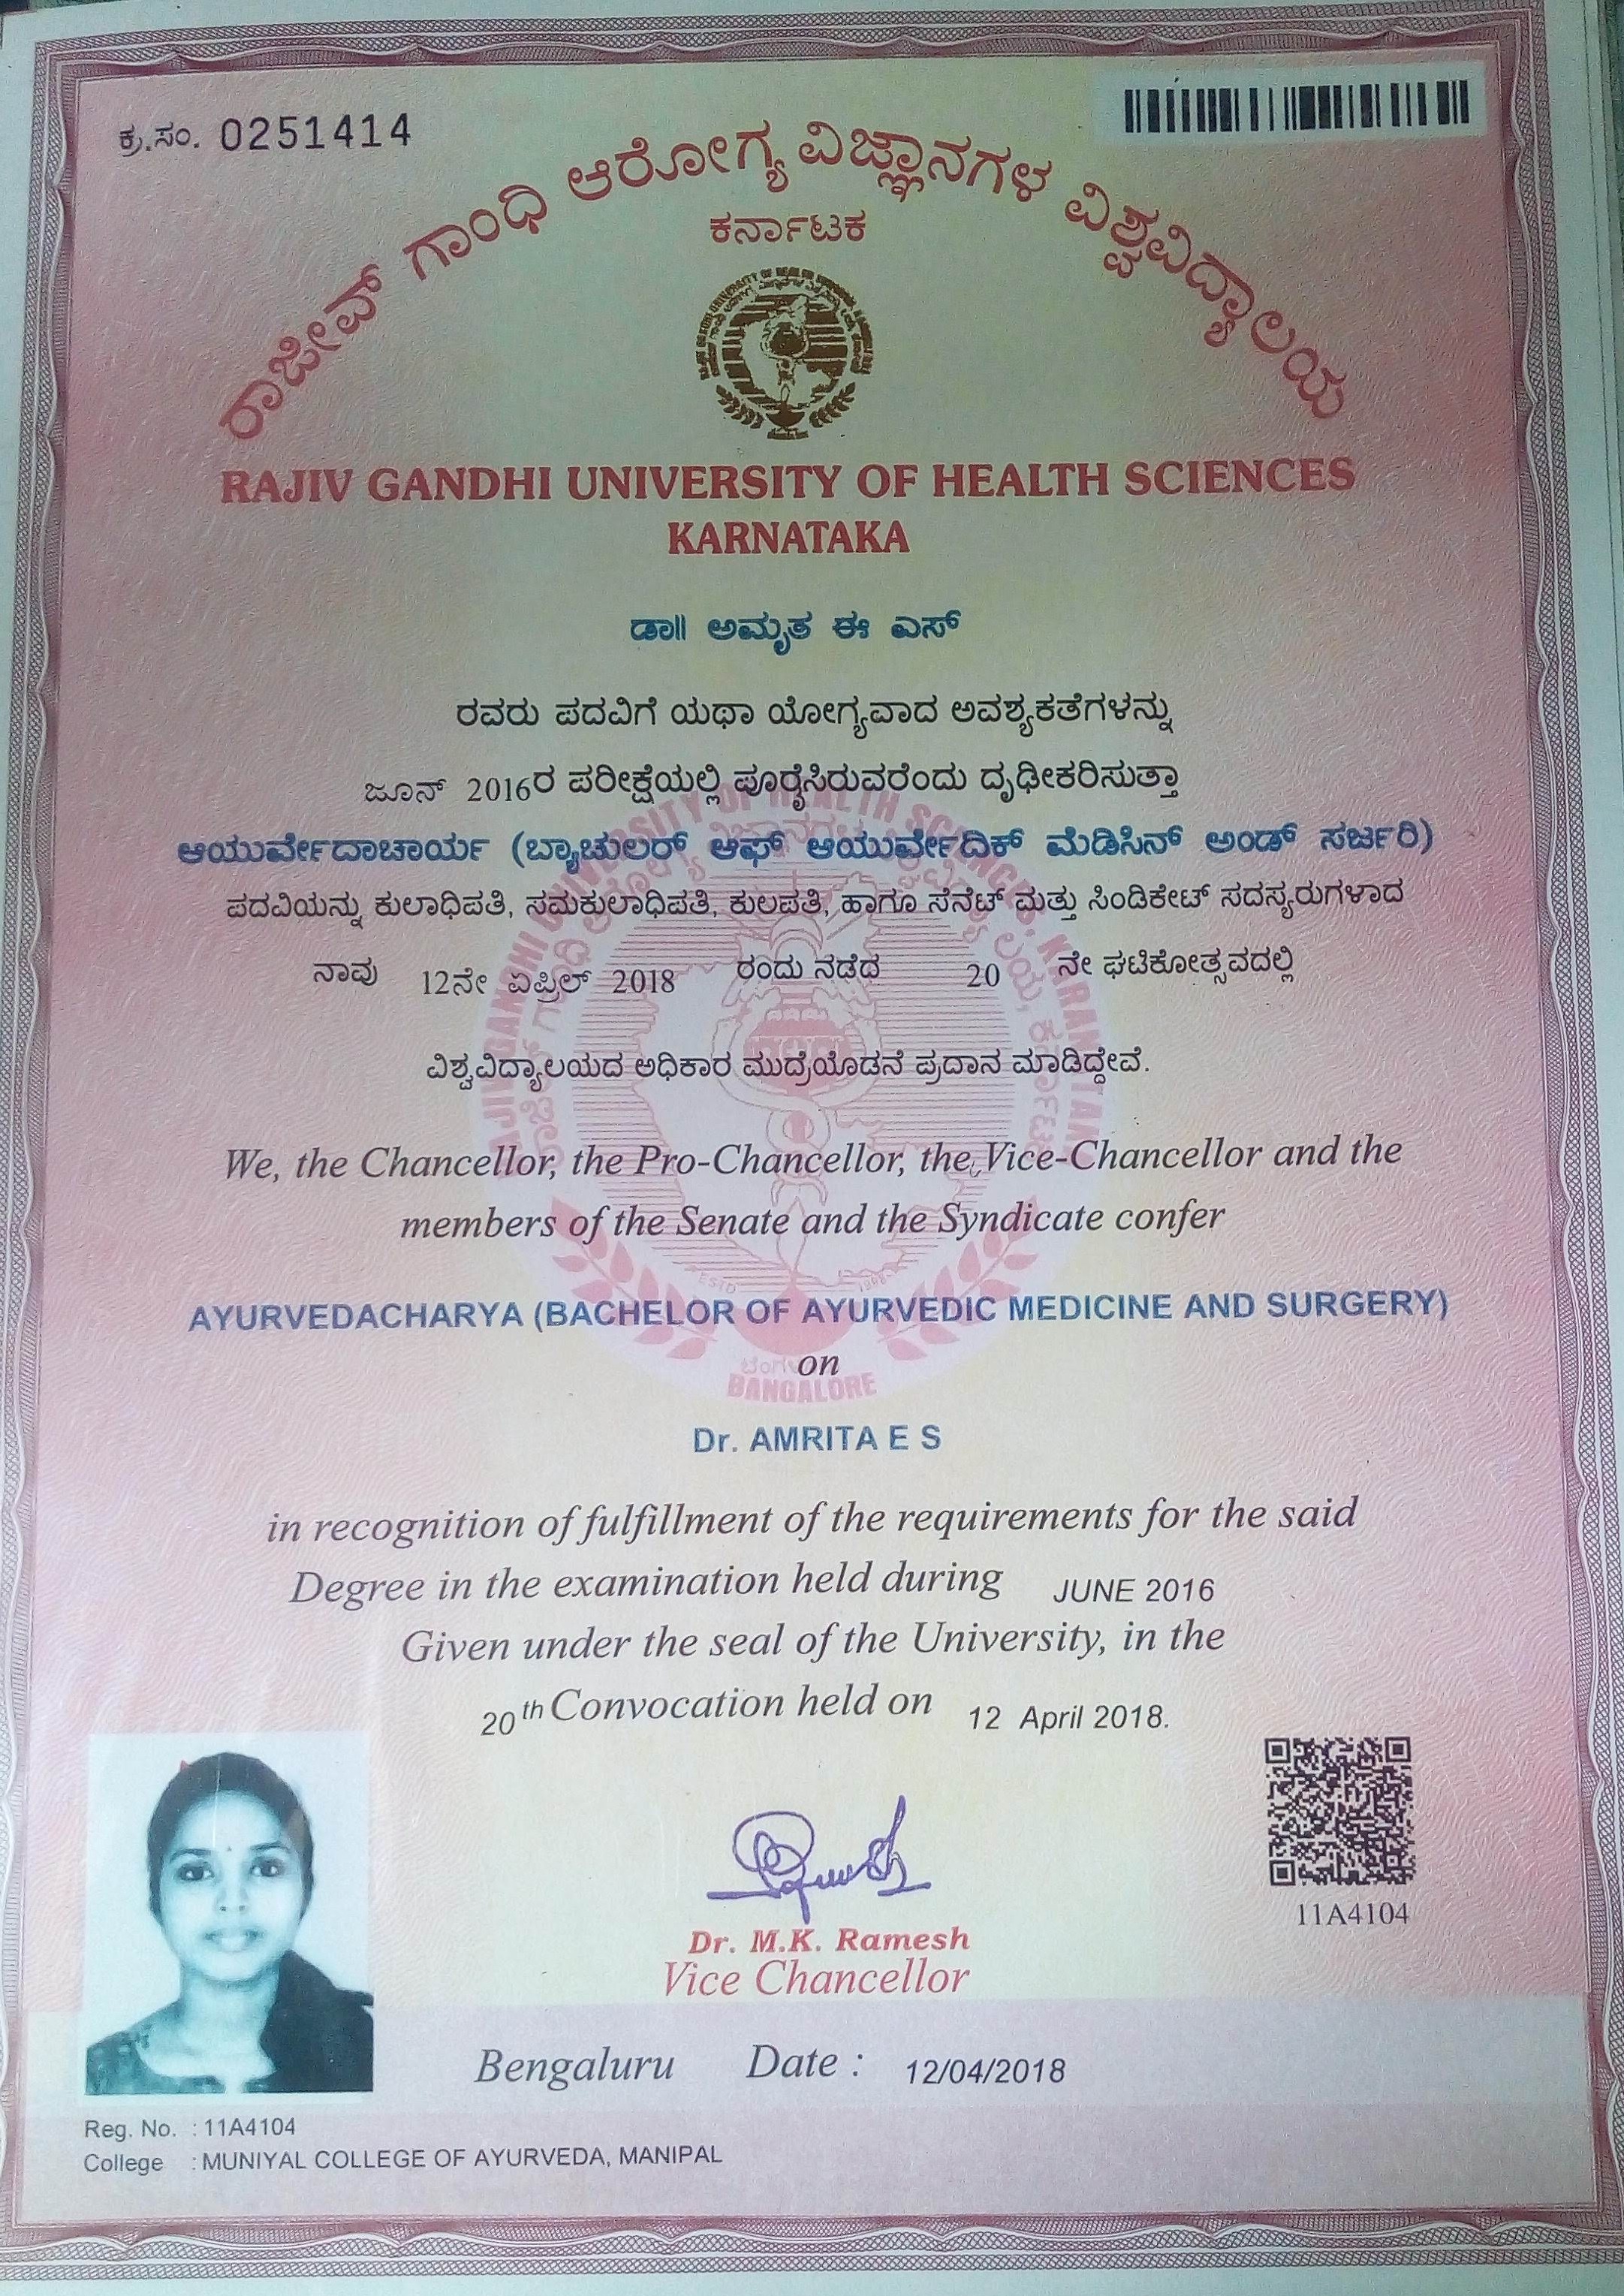 ಕ್ರ.ಸಂ. 0251414
ರಾಜೀವ್ ಗಾಂಧಿ ಆರೋಗ್ಯ ವಿಜ್ಞಾನಗಳ ವಿಶ್ವವಿದ್ಯಾಲಯ
ಕರ್ನಾಟಕ
RAJIV GANDHI UNIVERSITY OF HEALTH SCIENCES
KARNATAKA
ಡಾ|| ಅಮೃತ ಈ ಎಸ್
ರವರು ಪದವಿಗೆ ಯಥಾ ಯೋಗ್ಯವಾದ ಅವಶ್ಯಕತೆಗಳನ್ನು
ಜೂನ್ 2016ರ ಪರೀಕ್ಷೆಯಲ್ಲಿ ಪೂರೈಸಿರುವರೆಂದು ದೃಢೀಕರಿಸುತ್ತಾ
ಆಯುರ್ವೇದಾಚಾರ್ಯ (ಬ್ಯಾಚುಲರ್ ಆಫ್ ಆಯುರ್ವೇದಿಕ್ ಮೆಡಿಸಿನ್ ಅಂಡ್ ಸರ್ಜರಿ)
ಪದವಿಯನ್ನು ಕುಲಾಧಿಪತಿ, ಸಮಕುಲಾಧಿಪತಿ, ಕುಲಪತಿ, ಹಾಗೂ ಸೆನೆಟ್ ಮತ್ತು ಸಿಂಡಿಕೇಟ್ ಸದಸ್ಯರುಗಳಾದ
ನಾವು 12ನೇ ಏಪ್ರಿಲ್ 2018 ರಂದು ನಡೆದ 20 ನೇ ಘಟಿಕೋತ್ಸವದಲ್ಲಿ
ವಿಶ್ವವಿದ್ಯಾಲಯದ ಅಧಿಕಾರ ಮುದ್ರೆಯೊಡನೆ ಪ್ರದಾನ ಮಾಡಿದ್ದೇವೆ.
We, the Chancellor, the Pro-Chancellor, the Vice-Chancellor and the
members of the Senate and the Syndicate confer
AYURVEDACHARYA (BACHELOR OF AYURVEDIC MEDICINE AND SURGERY)
on
BANGALORE
Dr. AMRITA E S
in recognition of fulfillment of the requirements for the said
Degree in the examination held during JUNE 2016
Given under the seal of the University, in the
20th Convocation held on 12 April 2018.
11A4104
Dr. M.K. Ramesh
Vice Chancellor
Bengaluru Date : 12/04/2018
Reg. No. : 11A4104
College : MUNIYAL COLLEGE OF AYURVEDA, MANIPAL